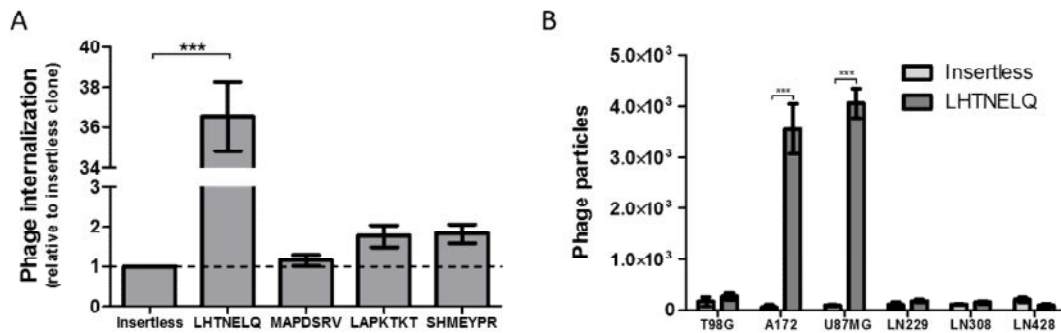 A
Phage internalization
(relative to insertless clone)
40
38
36
34
3
2
1
0
***
Insertless
LHTNELQ
MAPDSRV
LAPKTKT
SHMEYPR
B
Phage particles
5.0×10³
4.0×10³
3.0×10³
2.0×10³
1.0×10³
0
***
***
Insertless
LHTNELQ
T98G
A172
U87MG
LN229
LN308
LN428